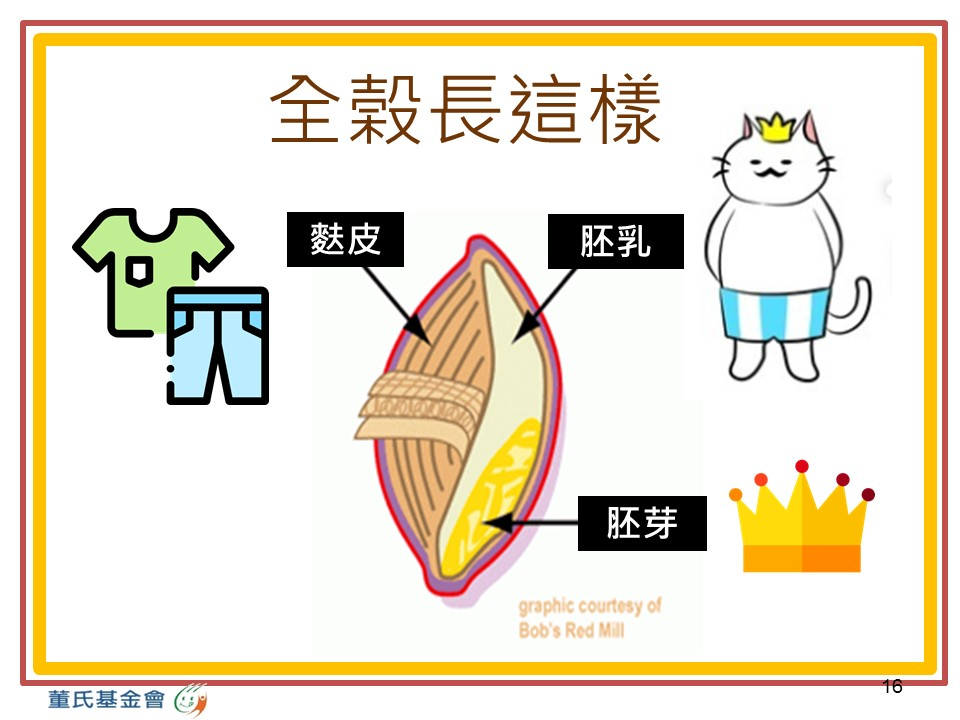 全穀長這樣
麩皮
胚乳
胚芽
graphic courtesy of
Bob's Red Mill
董氏基金會
16